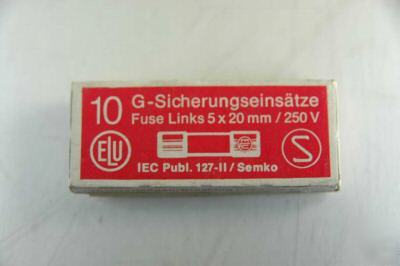 10 G-Sicherungseinsätze
Fuse Links 5 x 20 mm / 250 V
ELU
S
IEC Publ. 127-II / Semko